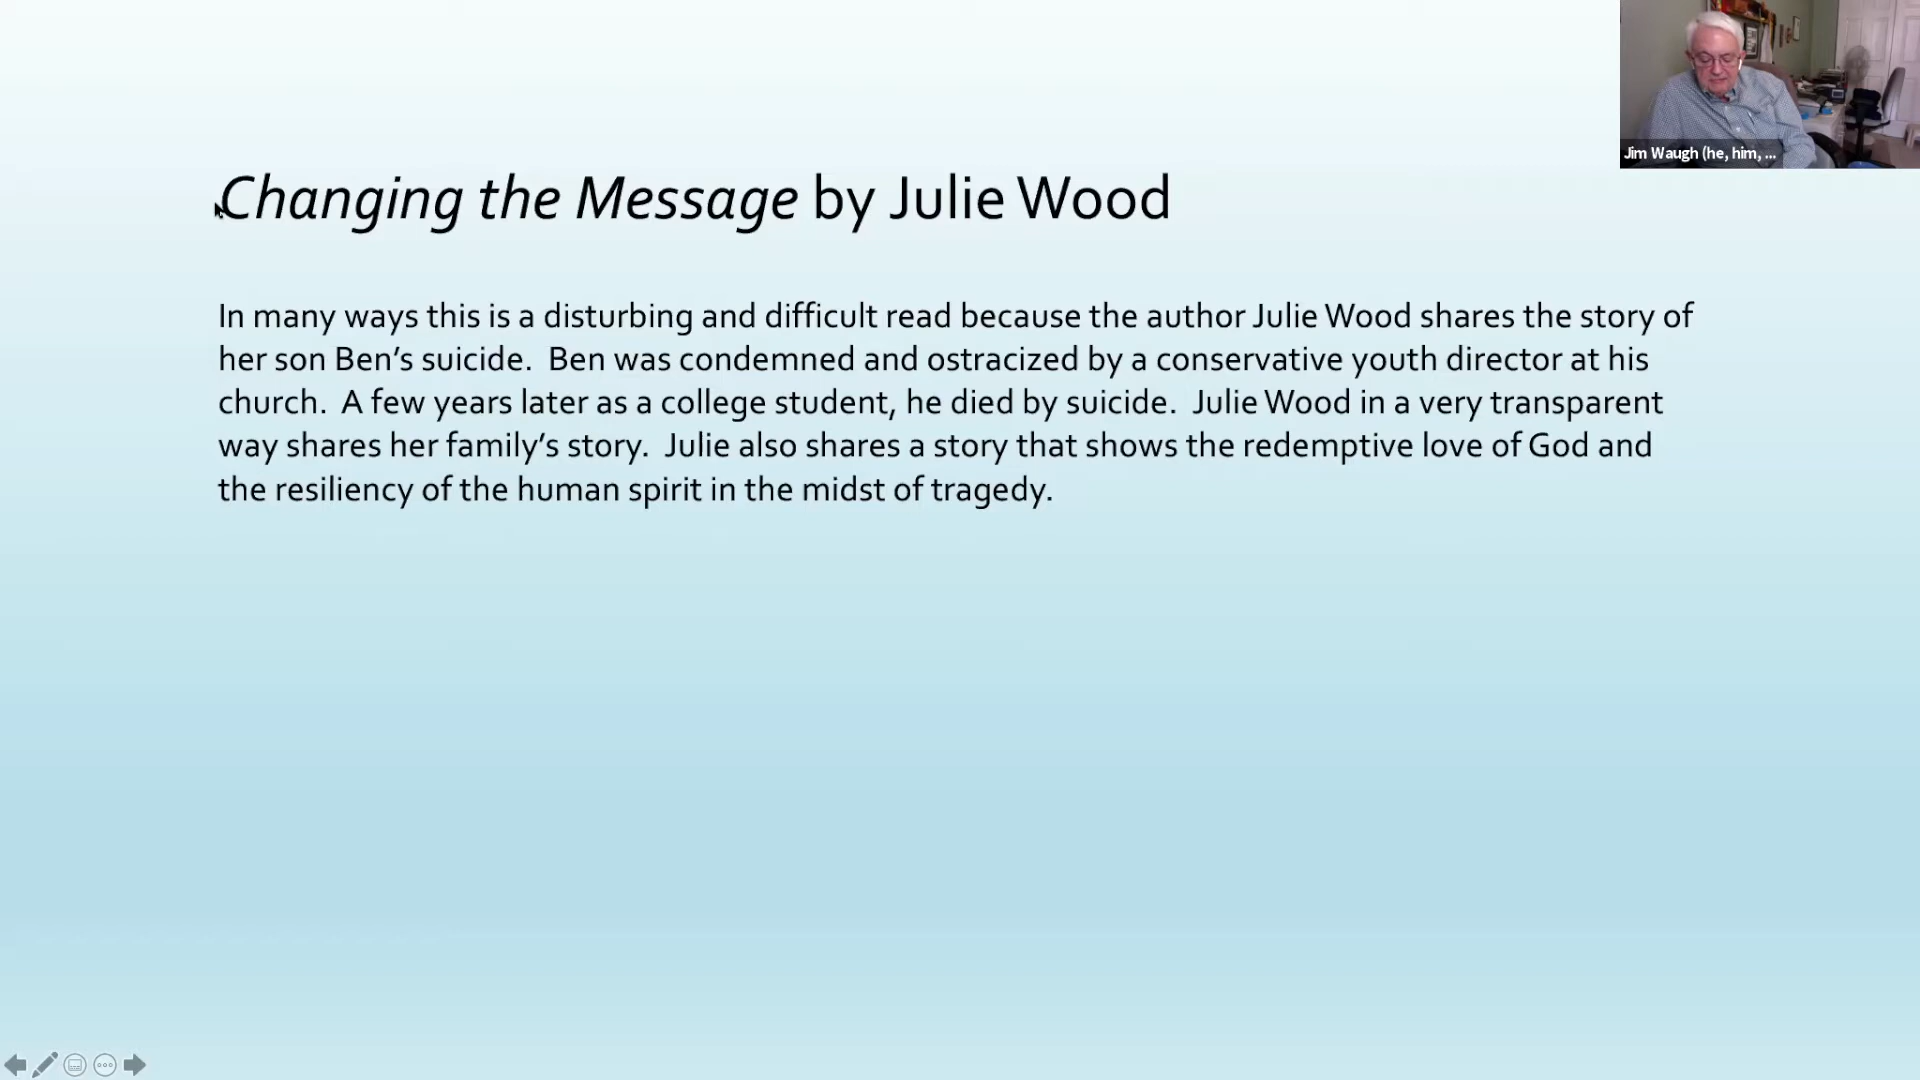 Jim Waugh (he, him, ...
Changing the Message by Julie Wood
In many ways this is a disturbing and difficult read because the author Julie Wood shares the story of
her son Ben’s suicide.  Ben was condemned and ostracized by a conservative youth director at his
church.  A few years later as a college student, he died by suicide.  Julie Wood in a very transparent
way shares her family’s story.  Julie also shares a story that shows the redemptive love of God and
the resiliency of the human spirit in the midst of tragedy.